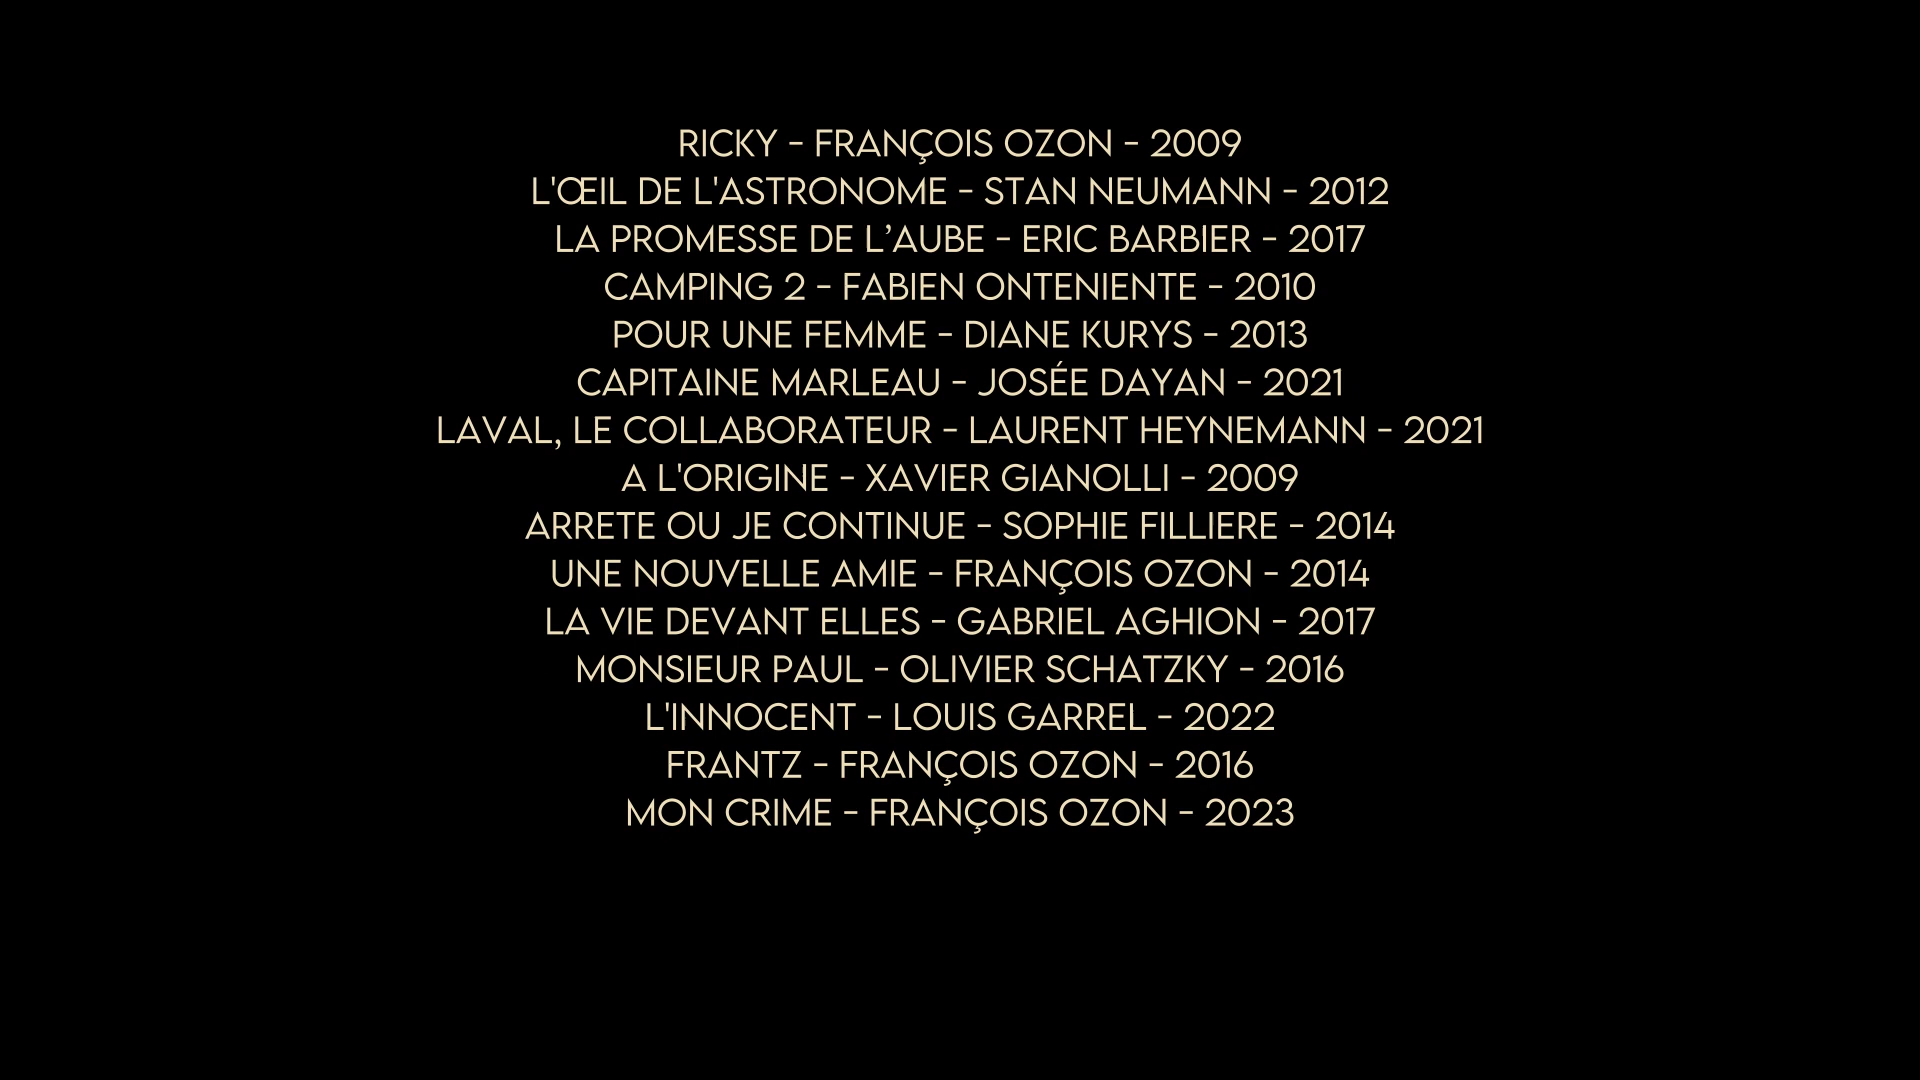 RICKY - FRANÇOIS OZON - 2009
L'ŒIL DE L'ASTRONOME - STAN NEUMANN - 2012
LA PROMESSE DE L’AUBE - ERIC BARBIER - 2017
CAMPING 2 - FABIEN ONTENIENTE - 2010
POUR UNE FEMME - DIANE KURYS - 2013
CAPITAINE MARLEAU - JOSÉE DAYAN - 2021
LAVAL, LE COLLABORATEUR - LAURENT HEYNEMANN - 2021
A L'ORIGINE - XAVIER GIANOLLI - 2009
ARRETE OU JE CONTINUE - SOPHIE FILLIERE - 2014
UNE NOUVELLE AMIE - FRANÇOIS OZON - 2014
LA VIE DEVANT ELLES - GABRIEL AGHION - 2017
MONSIEUR PAUL - OLIVIER SCHATZKY - 2016
L'INNOCENT - LOUIS GARREL - 2022
FRANTZ - FRANÇOIS OZON - 2016
MON CRIME - FRANÇOIS OZON - 2023